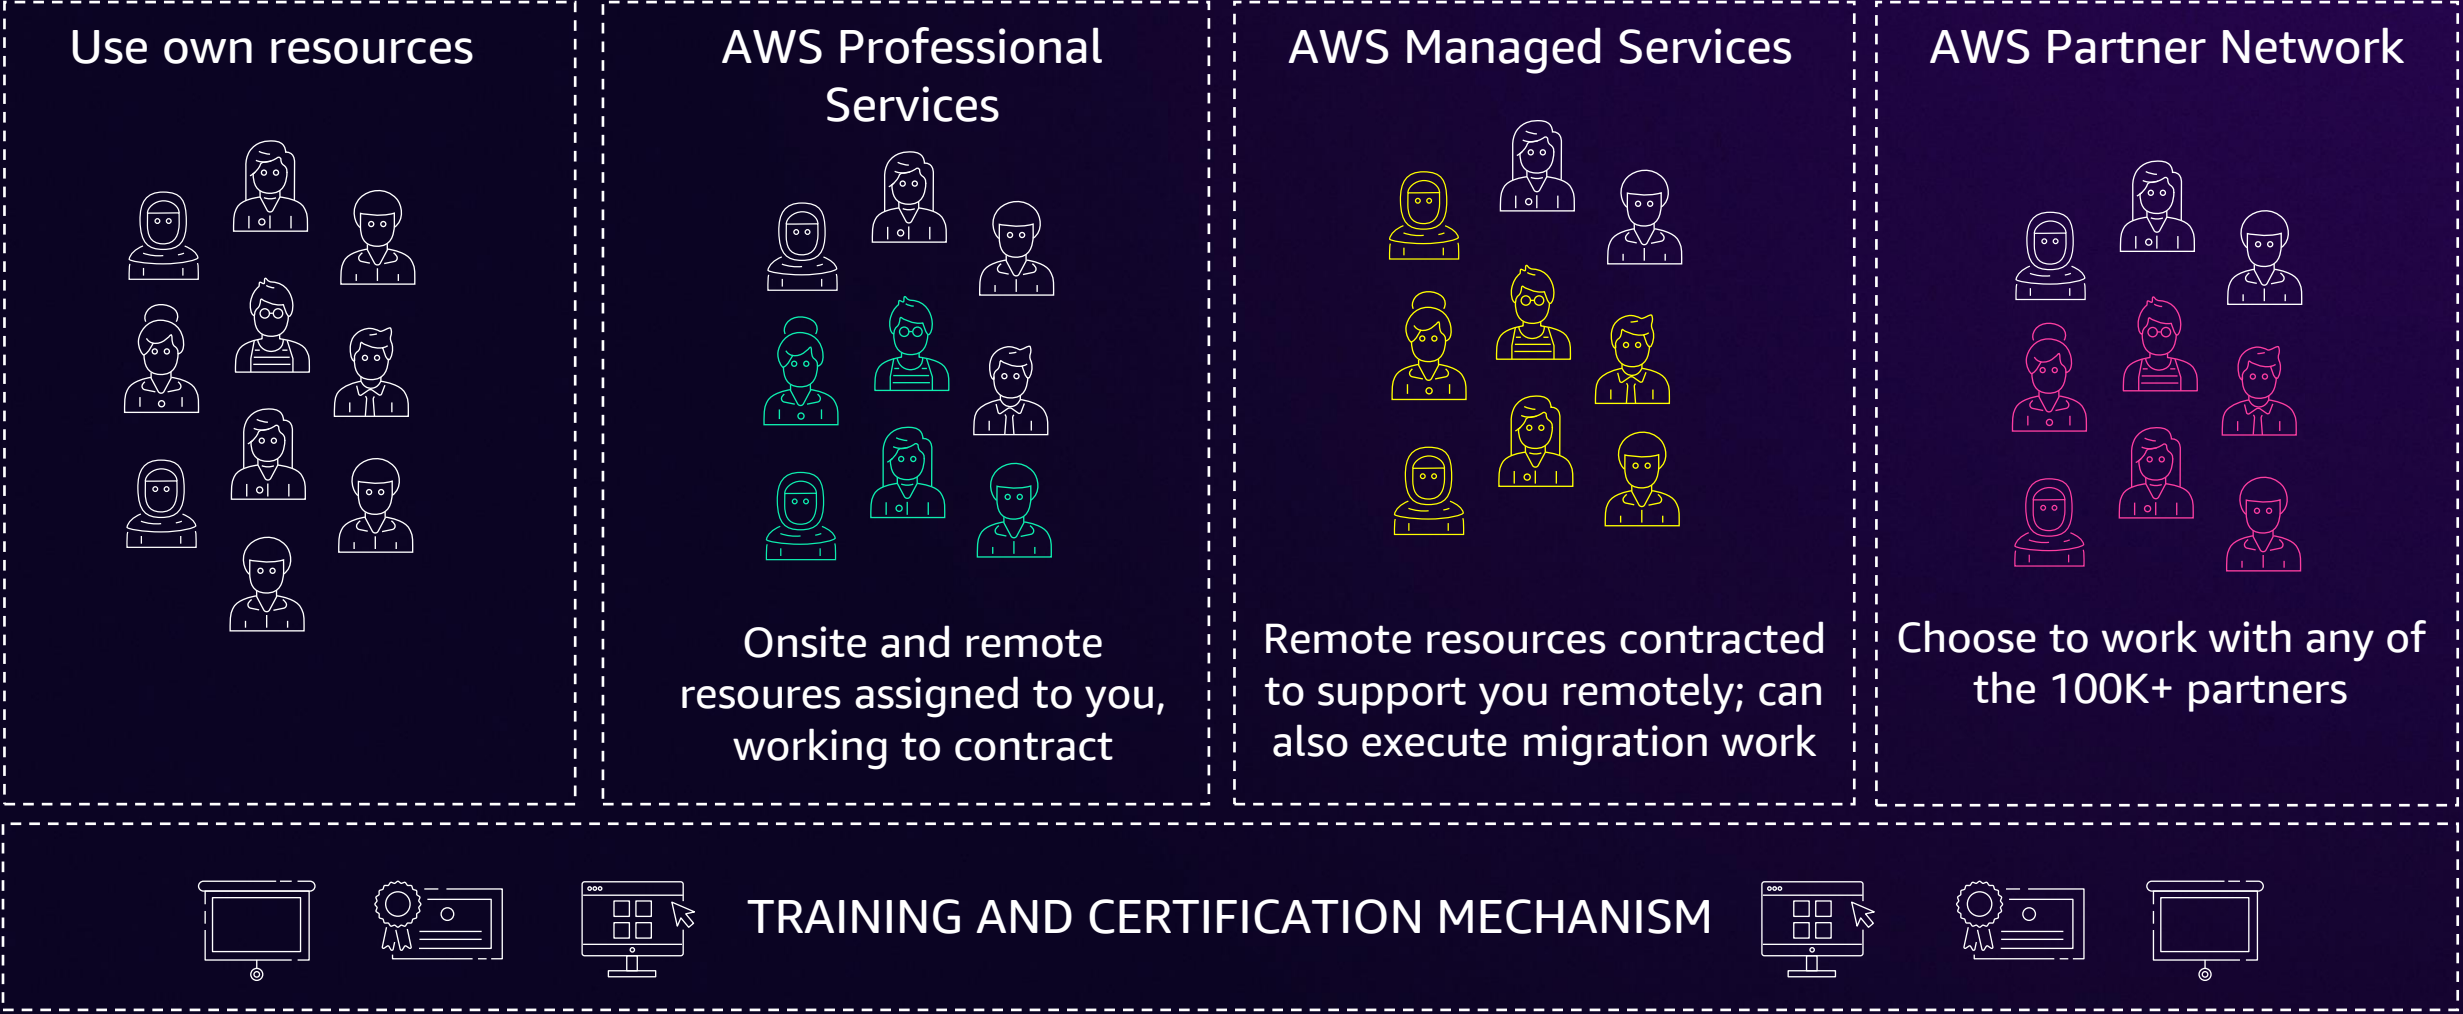 Use own resources
AWS Professional
Services
Onsite and remote
resoures assigned to you,
working to contract
AWS Managed Services
Remote resources contracted
to support you remotely; can
also execute migration work
AWS Partner Network
Choose to work with any of
the 100K+ partners
TRAINING AND CERTIFICATION MECHANISM